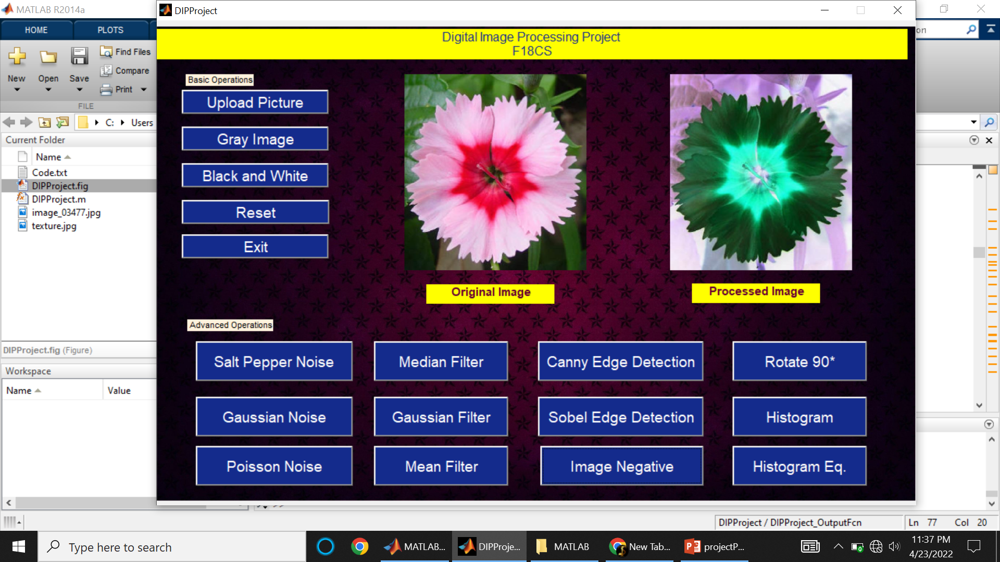 MATLAB R2014a
DIPProject
HOME
PLOTS
on
New
Open
Save
Find Files
Compare
Print
FILE
C:
Users
Current Folder
Name
Code.txt
DIPProject.fig
DIPProject.m
image_03477.jpg
texture.jpg
DIPProject.fig (Figure)
Workspace
Name
Value
Digital Image Processing Project
F18CS
Basic Operations
Upload Picture
Gray Image
Black and White
Reset
Exit
Original Image
Processed Image
Advanced Operations
Salt Pepper Noise
Median Filter
Canny Edge Detection
Rotate 90*
Gaussian Noise
Gaussian Filter
Sobel Edge Detection
Histogram
Poisson Noise
Mean Filter
Image Negative
Histogram Eq.
DIPProject / DIPProject_OutputFcn
Ln 77 Col 20
Type here to search
MATLAB...
DIPProje...
MATLAB
New Tab...
projectP...
11:37 PM
4/23/2022